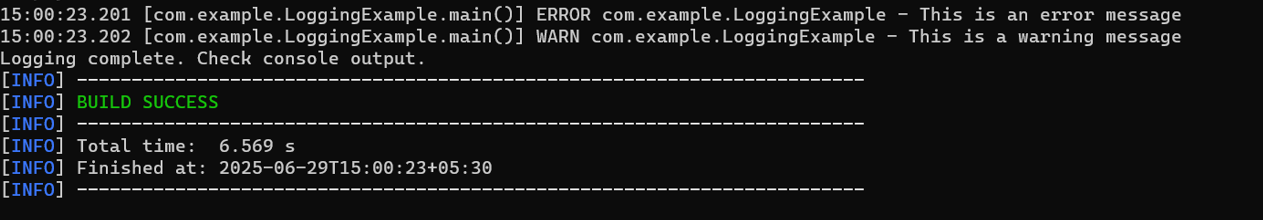 15:00:23.201 [com.example.LoggingExample.main()] ERROR com.example.LoggingExample - This is an error message
15:00:23.202 [com.example.LoggingExample.main()] WARN com.example.LoggingExample - This is a warning message
Logging complete. Check console output.
[INFO] ------------------------------------------------------------------------
[INFO] BUILD SUCCESS
[INFO] ------------------------------------------------------------------------
[INFO] Total time:  6.569 s
[INFO] Finished at: 2025-06-29T15:00:23+05:30
[INFO] ------------------------------------------------------------------------